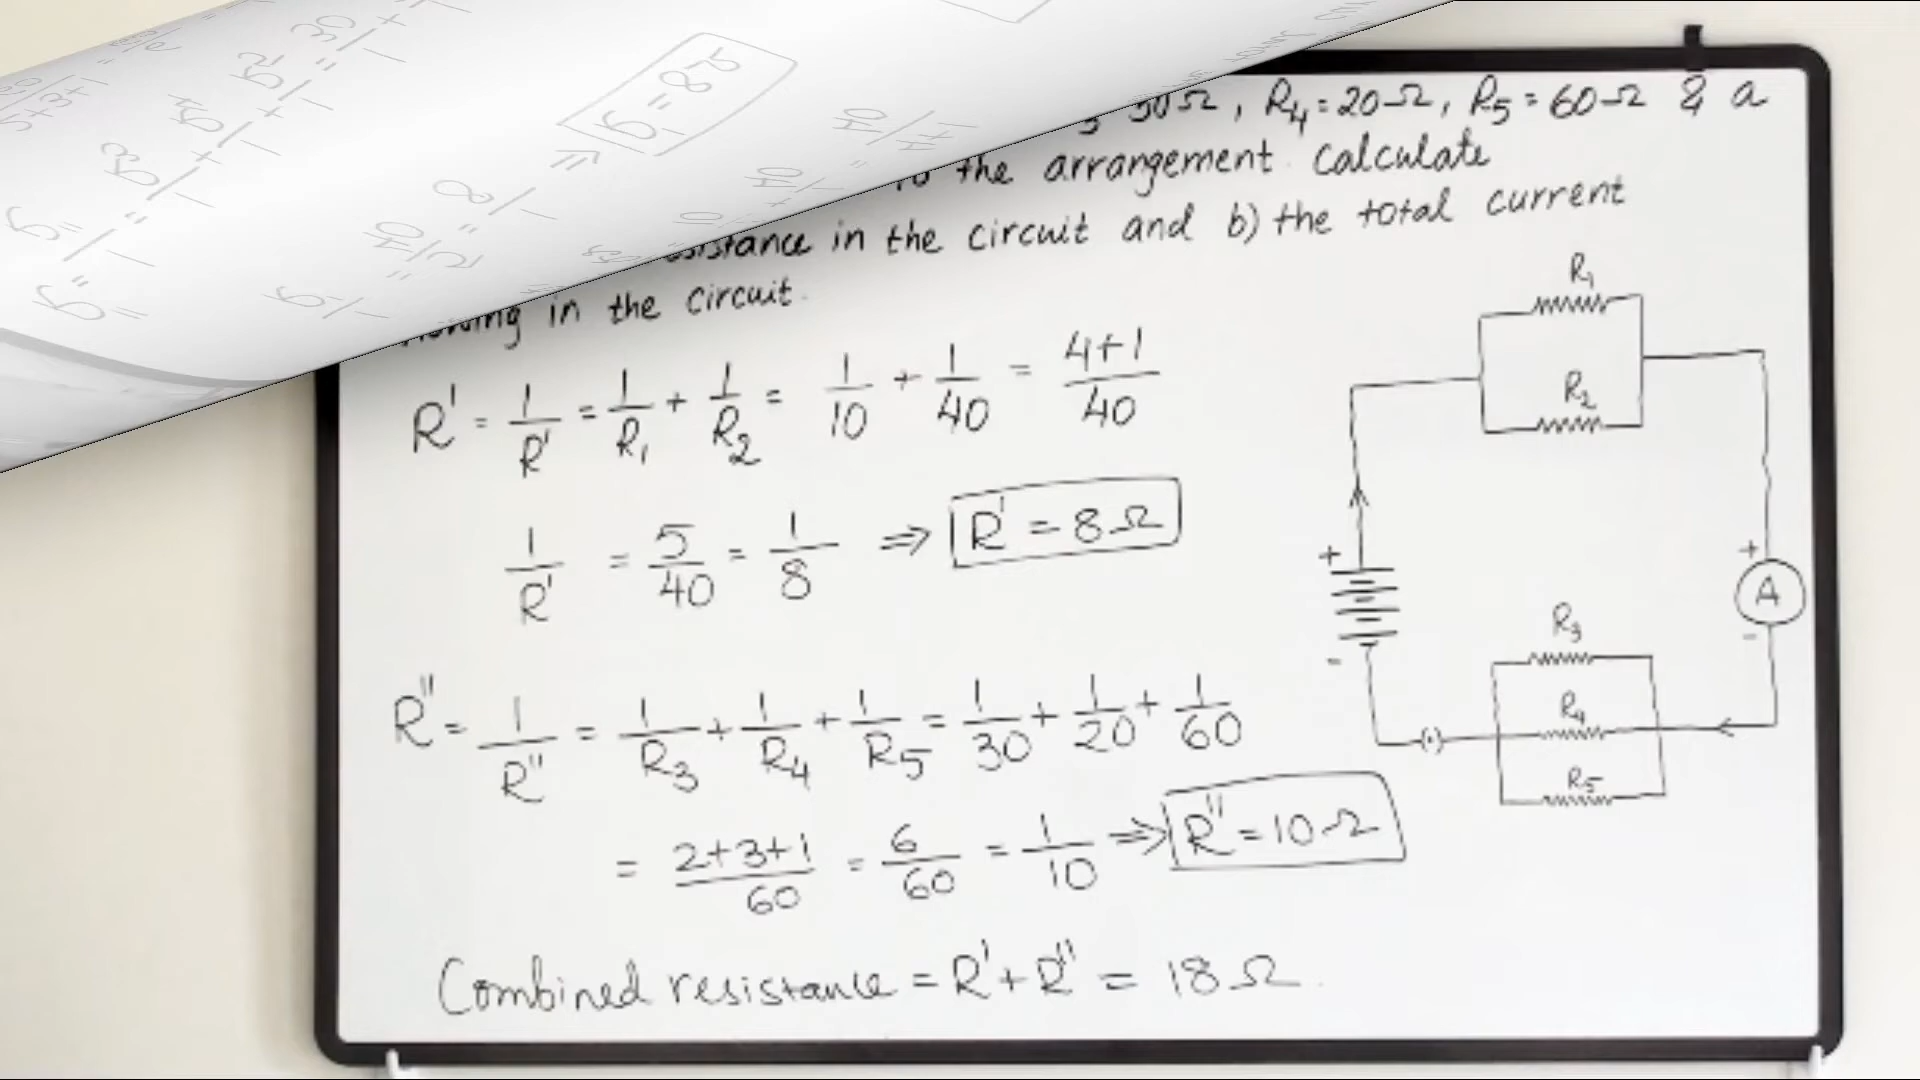 30Ω, R4 = 20Ω, R5 = 60Ω & a
the arrangement. Calculate
in the circuit and b) the total current
in the circuit.
R' = 1/R' = 1/R1 + 1/R2 = 1/10 + 1/40 = 4+1/40
1/R' = 5/40 = 1/8 ⇒ R' = 8Ω
R'' = 1/R'' = 1/R3 + 1/R4 + 1/R5 = 1/30 + 1/20 + 1/60
= 2+3+1/60 = 6/60 = 1/10 ⇒ R'' = 10Ω
Combined resistance = R' + R'' = 18Ω.
R1
R2
+
-
+
A
-
R3
R4
R5